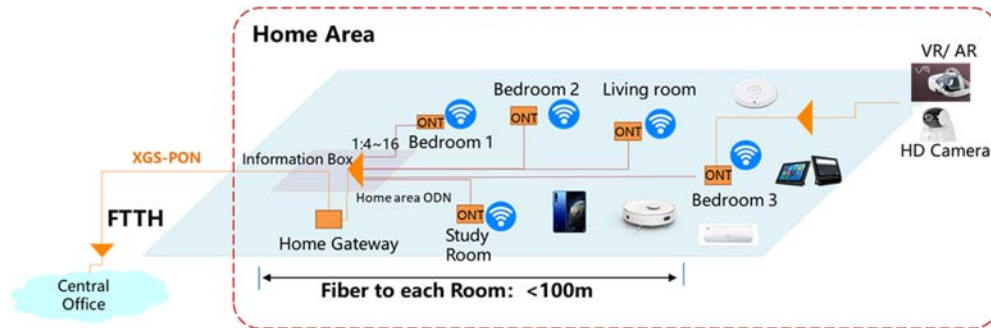 Home Area
VR/ AR
VR
Bedroom 2
Living room
ONT
ONT
ONT
Bedroom 1
1:4~16
HD Camera
XGS-PON
Information Box
ONT
Home area ODN
Bedroom 3
FTTH
ONT
Home Gateway
Study
Room
Central
Office
Fiber to each Room: <100m